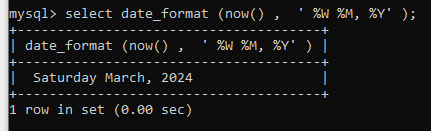 mysql> select date_format (now() ,  ' %W %M, %Y' );
+-----------------------------------+
| date_format (now() ,  ' %W %M, %Y' ) |
+-----------------------------------+
|  Saturday March, 2024             |
+-----------------------------------+
1 row in set (0.00 sec)